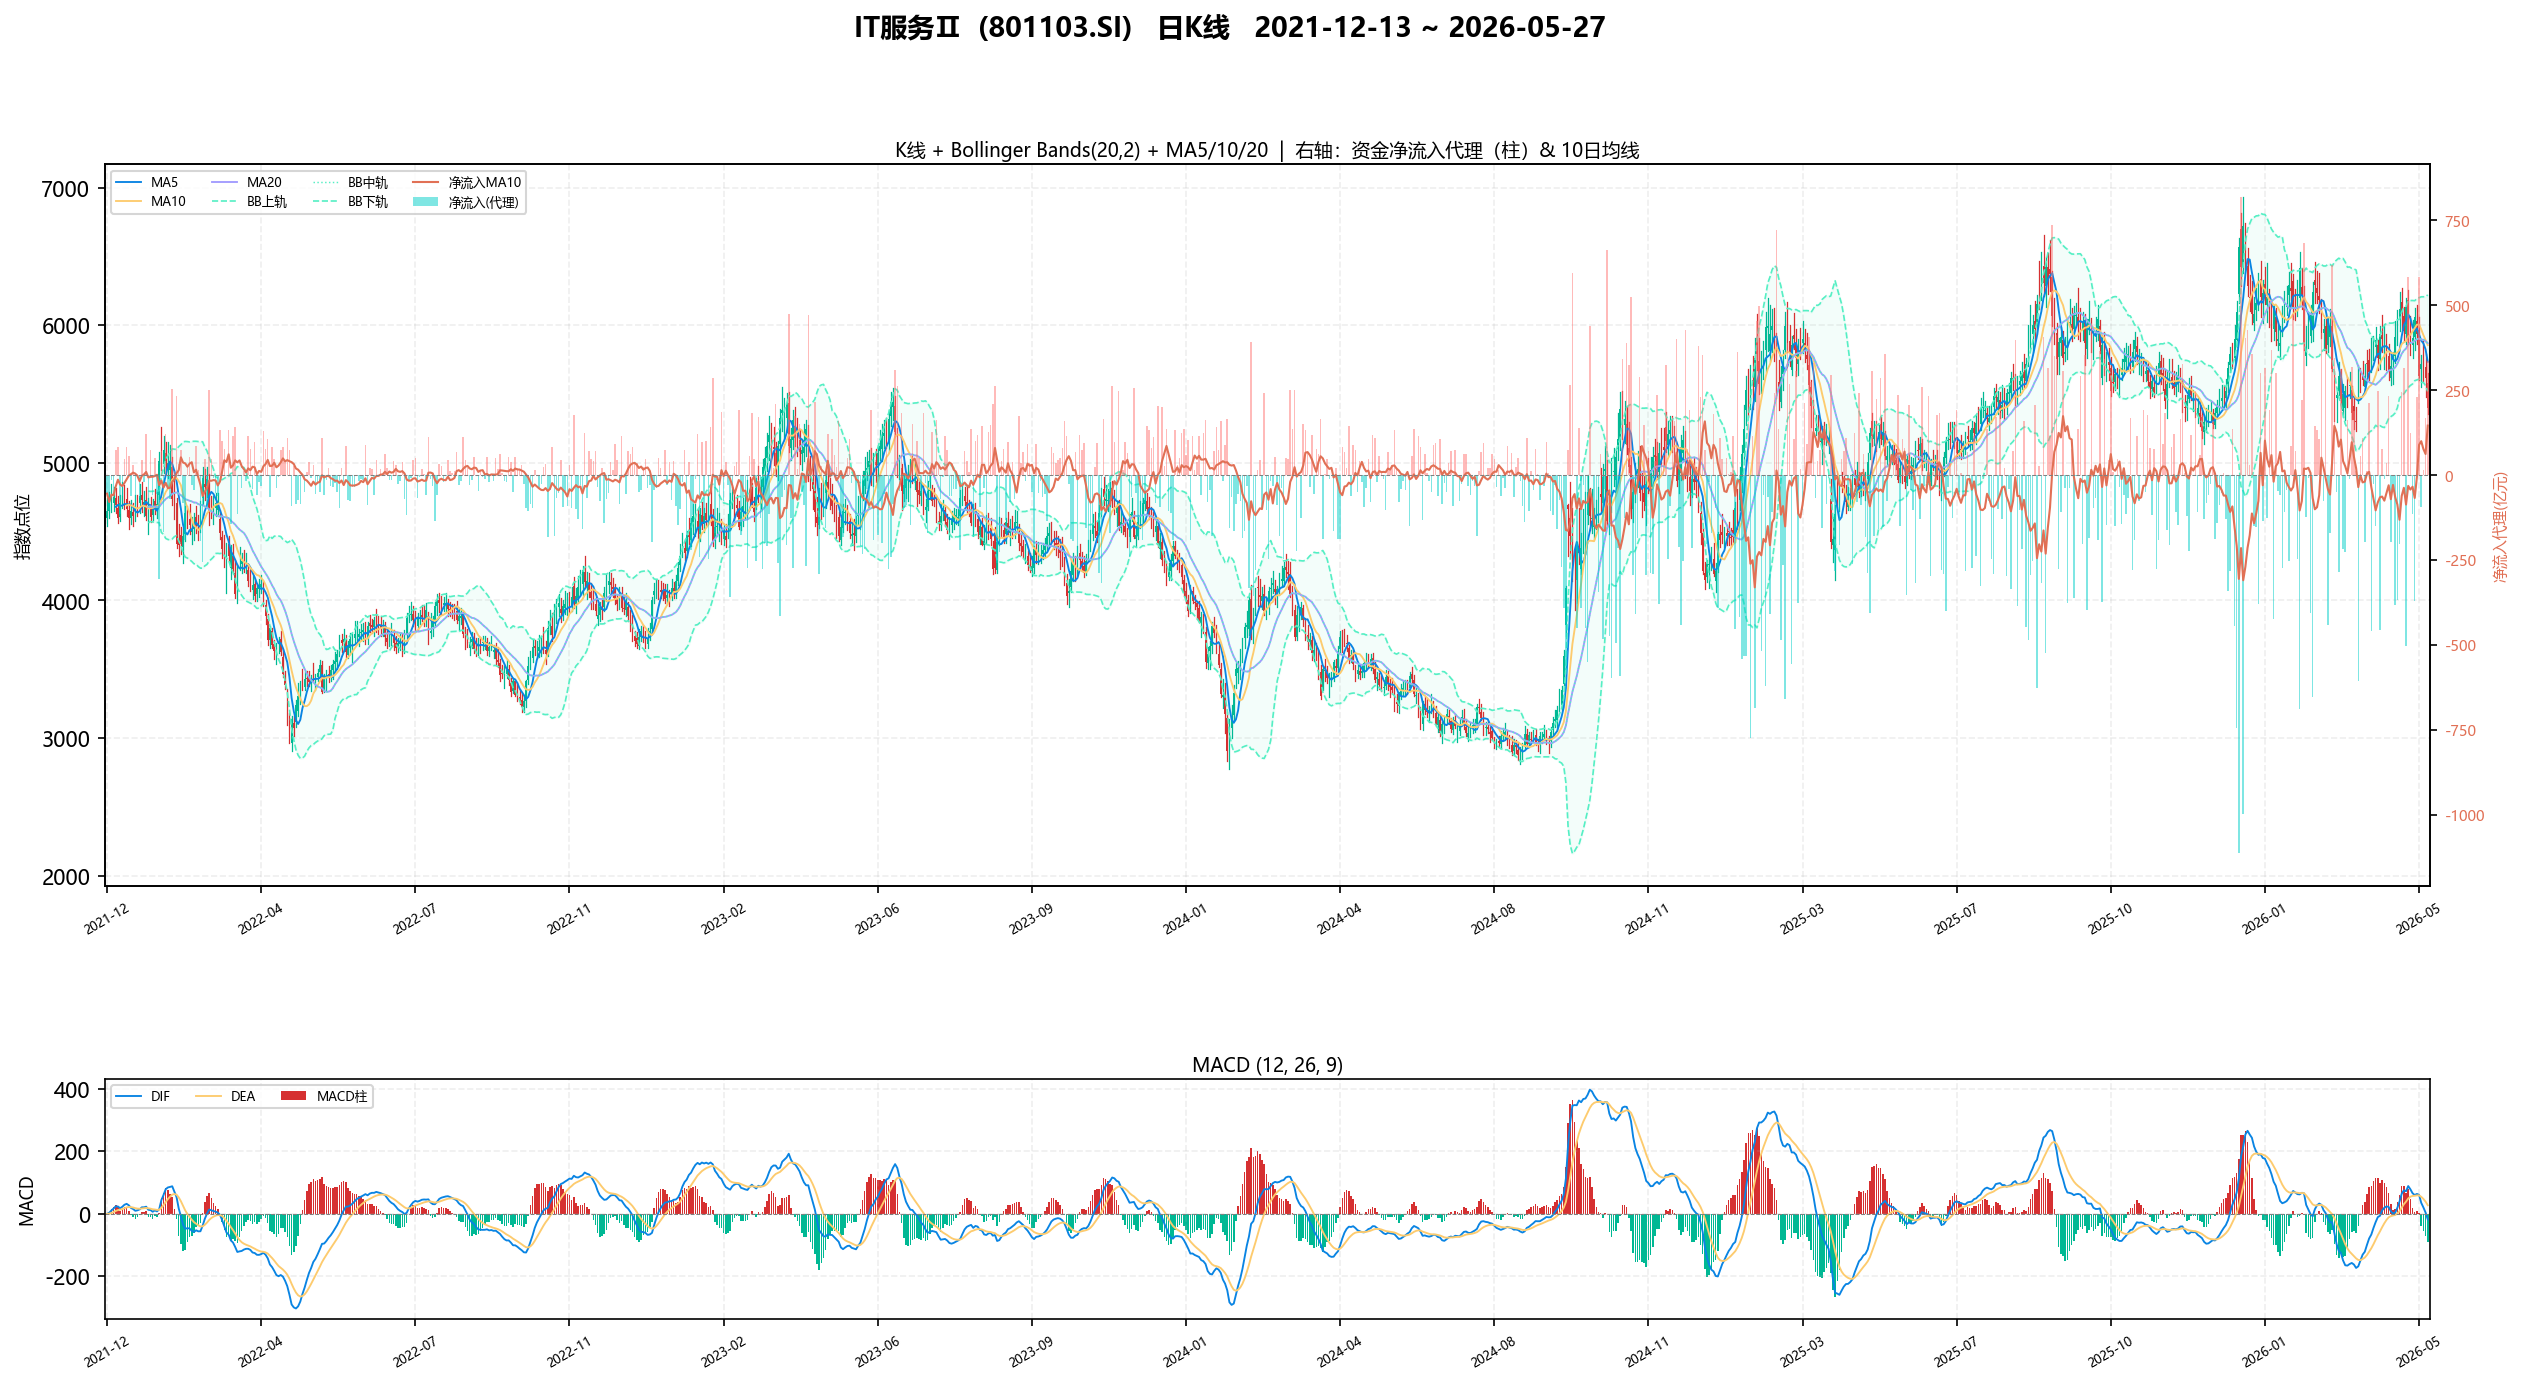 IT服务Ⅱ (801103.SI) 日K线 2021-12-13 ~ 2026-05-27
K线 + Bollinger Bands(20,2) + MA5/10/20 | 右轴：资金净流入代理（柱）& 10日均线
MA5 MA20 BB中轨 净流入MA10
MA10 BB上轨 BB下轨 净流入(代理)
7000
6000
5000
4000
3000
2000
指数点位
750
500
250
0
-250
-500
-750
-1000
净流入代理(亿元)
2021-12 2022-04 2022-07 2022-11 2023-02 2023-06 2023-09 2024-01 2024-04 2024-08 2024-11 2025-03 2025-07 2025-10 2026-01 2026-05
MACD (12, 26, 9)
DIF DEA MACD柱
400
200
0
-200
MACD
2021-12 2022-04 2022-07 2022-11 2023-02 2023-06 2023-09 2024-01 2024-04 2024-08 2024-11 2025-03 2025-07 2025-10 2026-01 2026-05